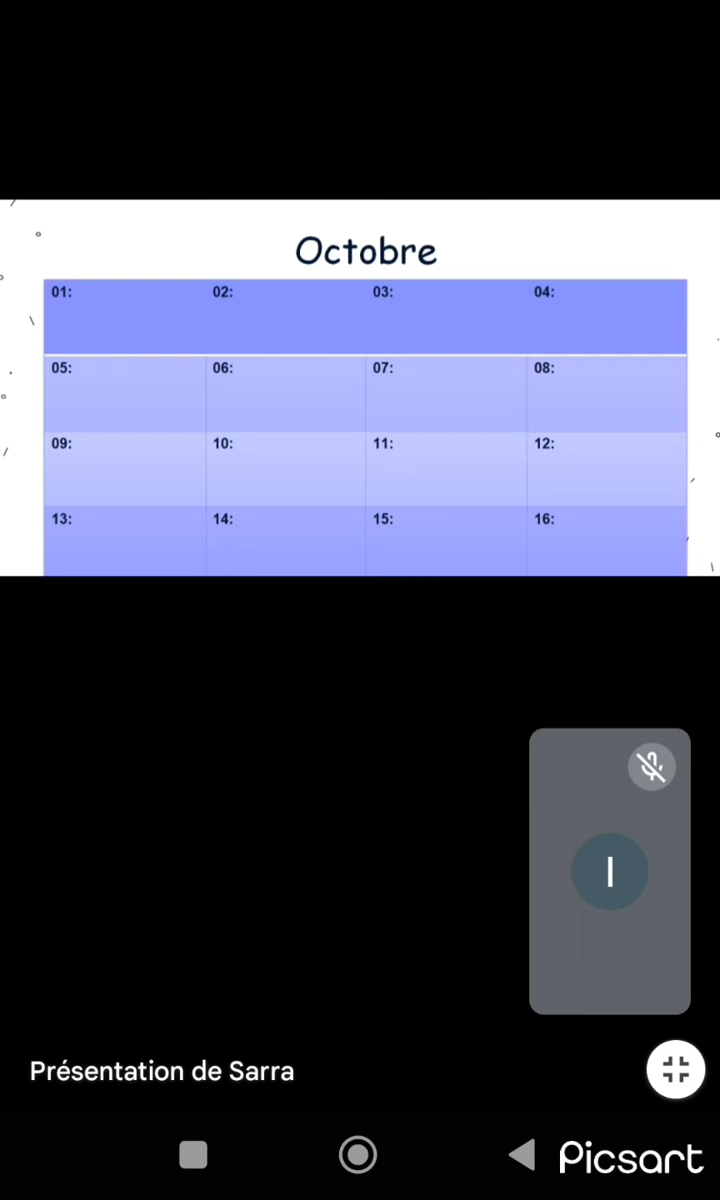 Octobre
01: 02: 03: 04:
05: 06: 07: 08:
09: 10: 11: 12:
13: 14: 15: 16:
I
Présentation de Sarra
Picsart